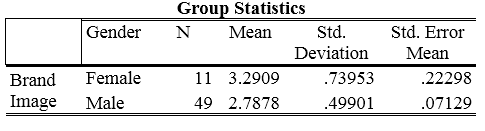 Group Statistics
Gender N Mean Std. Deviation Std. Error Mean
Brand Image Female 11 3.2909 .73953 .22298
Male 49 2.7878 .49901 .07129